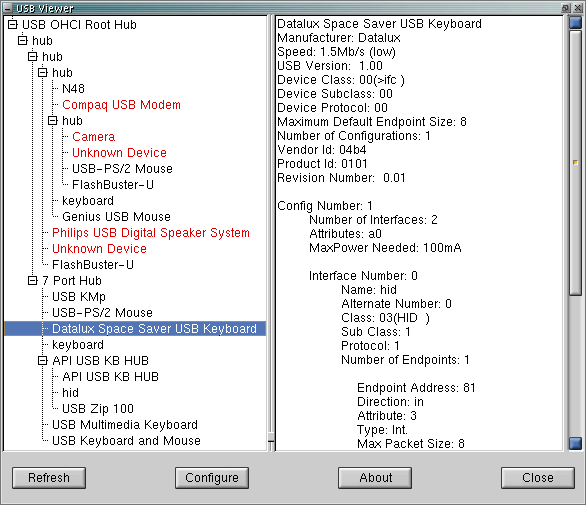 USB Viewer
USB OHCI Root Hub
hub
hub
hub
N48
Compaq USB Modem
hub
Camera
Unknown Device
USB-PS/2 Mouse
FlashBuster-U
keyboard
Genius USB Mouse
Philips USB Digital Speaker System
Unknown Device
FlashBuster-U
7 Port Hub
USB KMp
USB-PS/2 Mouse
Datalux Space Saver USB Keyboard
keyboard
API USB KB HUB
API USB KB HUB
hid
USB Zip 100
USB Multimedia Keyboard
USB Keyboard and Mouse
Datalux Space Saver USB Keyboard
Manufacturer: Datalux
Speed: 1.5Mb/s (low)
USB Version:  1.00
Device Class: 00(>ifc )
Device Subclass: 00
Device Protocol: 00
Maximum Default Endpoint Size: 8
Number of Configurations: 1
Vendor Id: 04b4
Product Id: 0101
Revision Number:  0.01
Config Number: 1
Number of Interfaces: 2
Attributes: a0
MaxPower Needed: 100mA
Interface Number: 0
Name: hid
Alternate Number: 0
Class: 03(HID  )
Sub Class: 1
Protocol: 1
Number of Endpoints: 1
Endpoint Address: 81
Direction: in
Attribute: 3
Type: Int.
Max Packet Size: 8
Refresh
Configure
About
Close